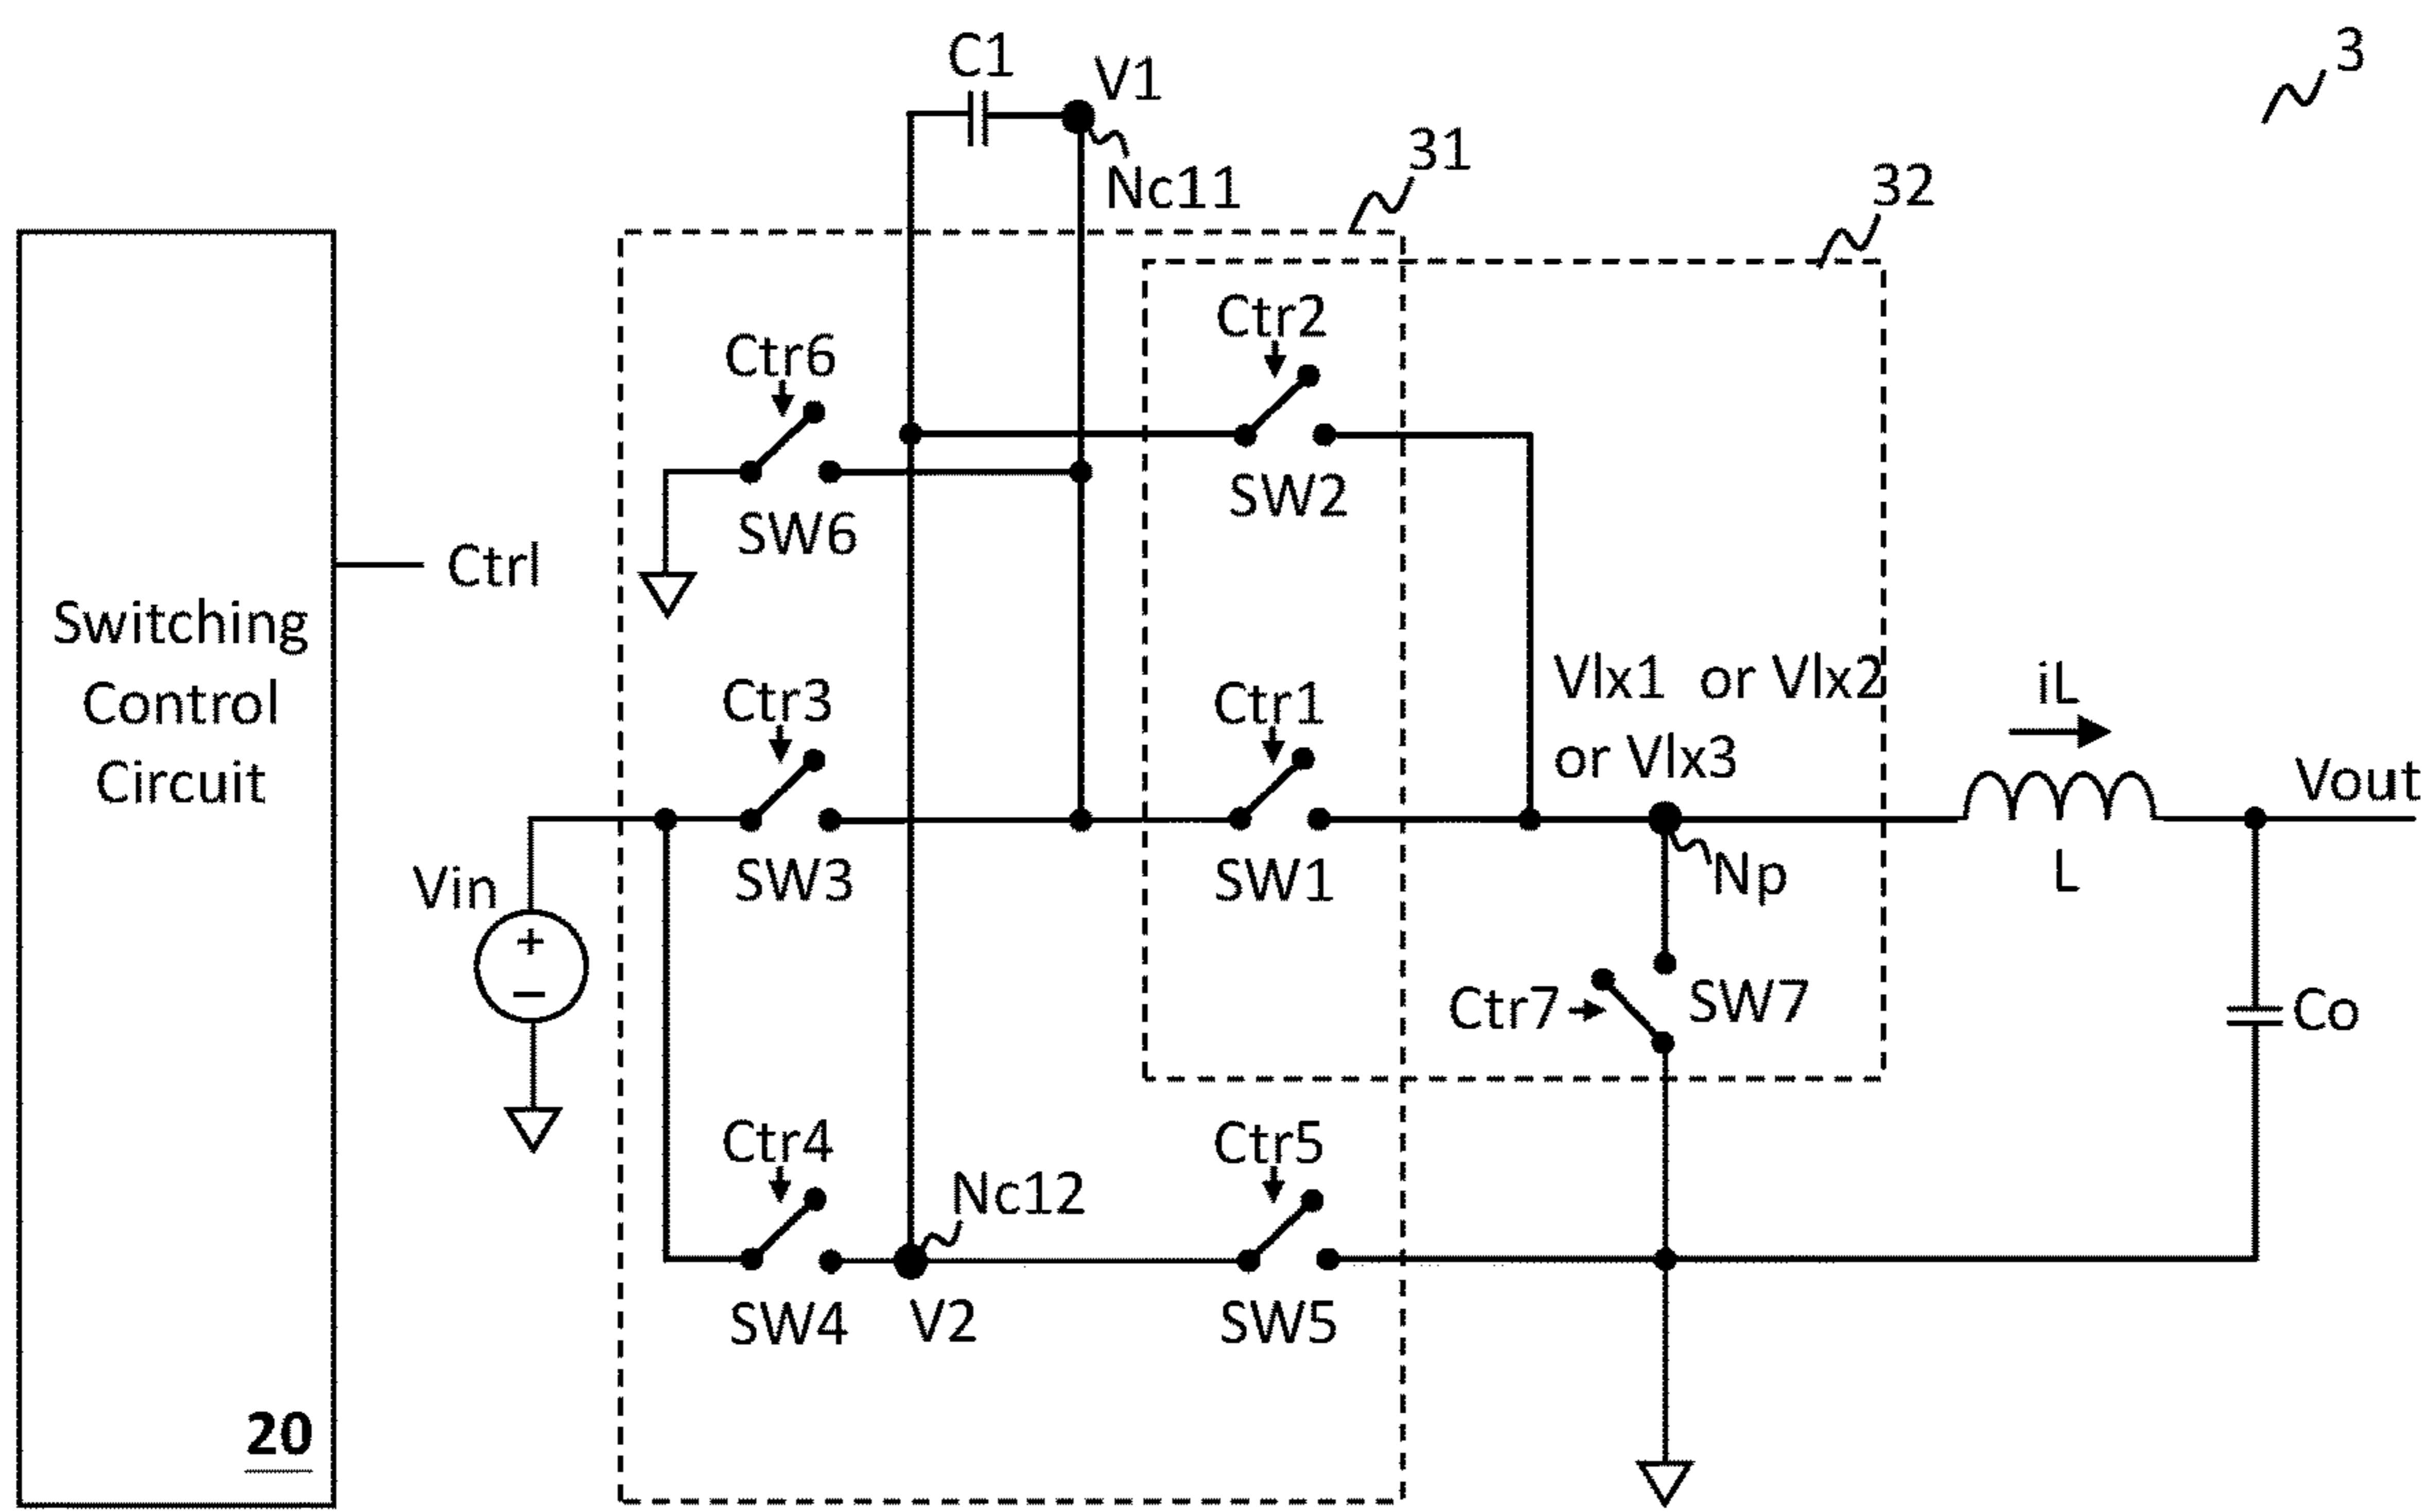 3
C1
V1
Nc11
31
32
Ctr2
Ctr6
SW2
SW6
Ctrl
Switching
Control
Circuit
20
Ctr3
Ctr1
Vlx1 or Vlx2
or Vlx3
iL
Vout
SW3
SW1
Np
L
Vin
+
−
Ctr7
SW7
Co
Ctr4
Nc12
Ctr5
SW4
V2
SW5